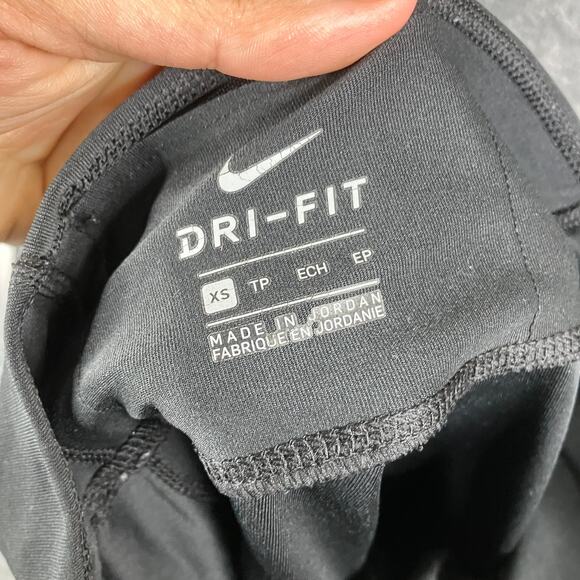 DRI-FIT
XS TP ECH EP
MADE IN JORDAN
FABRIQUE EN JORDANIE